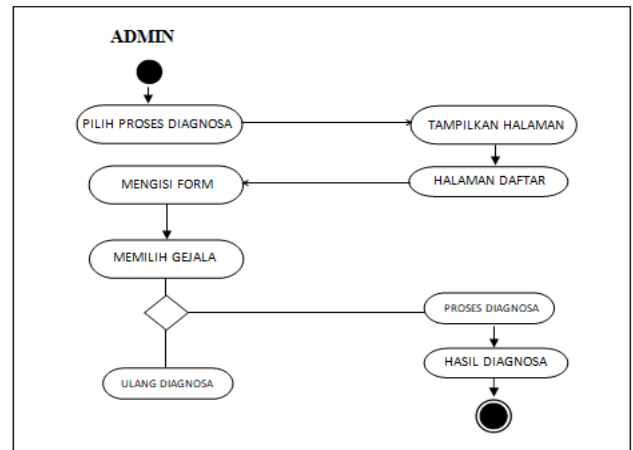 ADMIN
PILIH PROSES DIAGNOSA
TAMPILKAN HALAMAN
HALAMAN DAFTAR
MENGISI FORM
MEMILIH GEJALA
PROSES DIAGNOSA
HASIL DIAGNOSA
ULANG DIAGNOSA